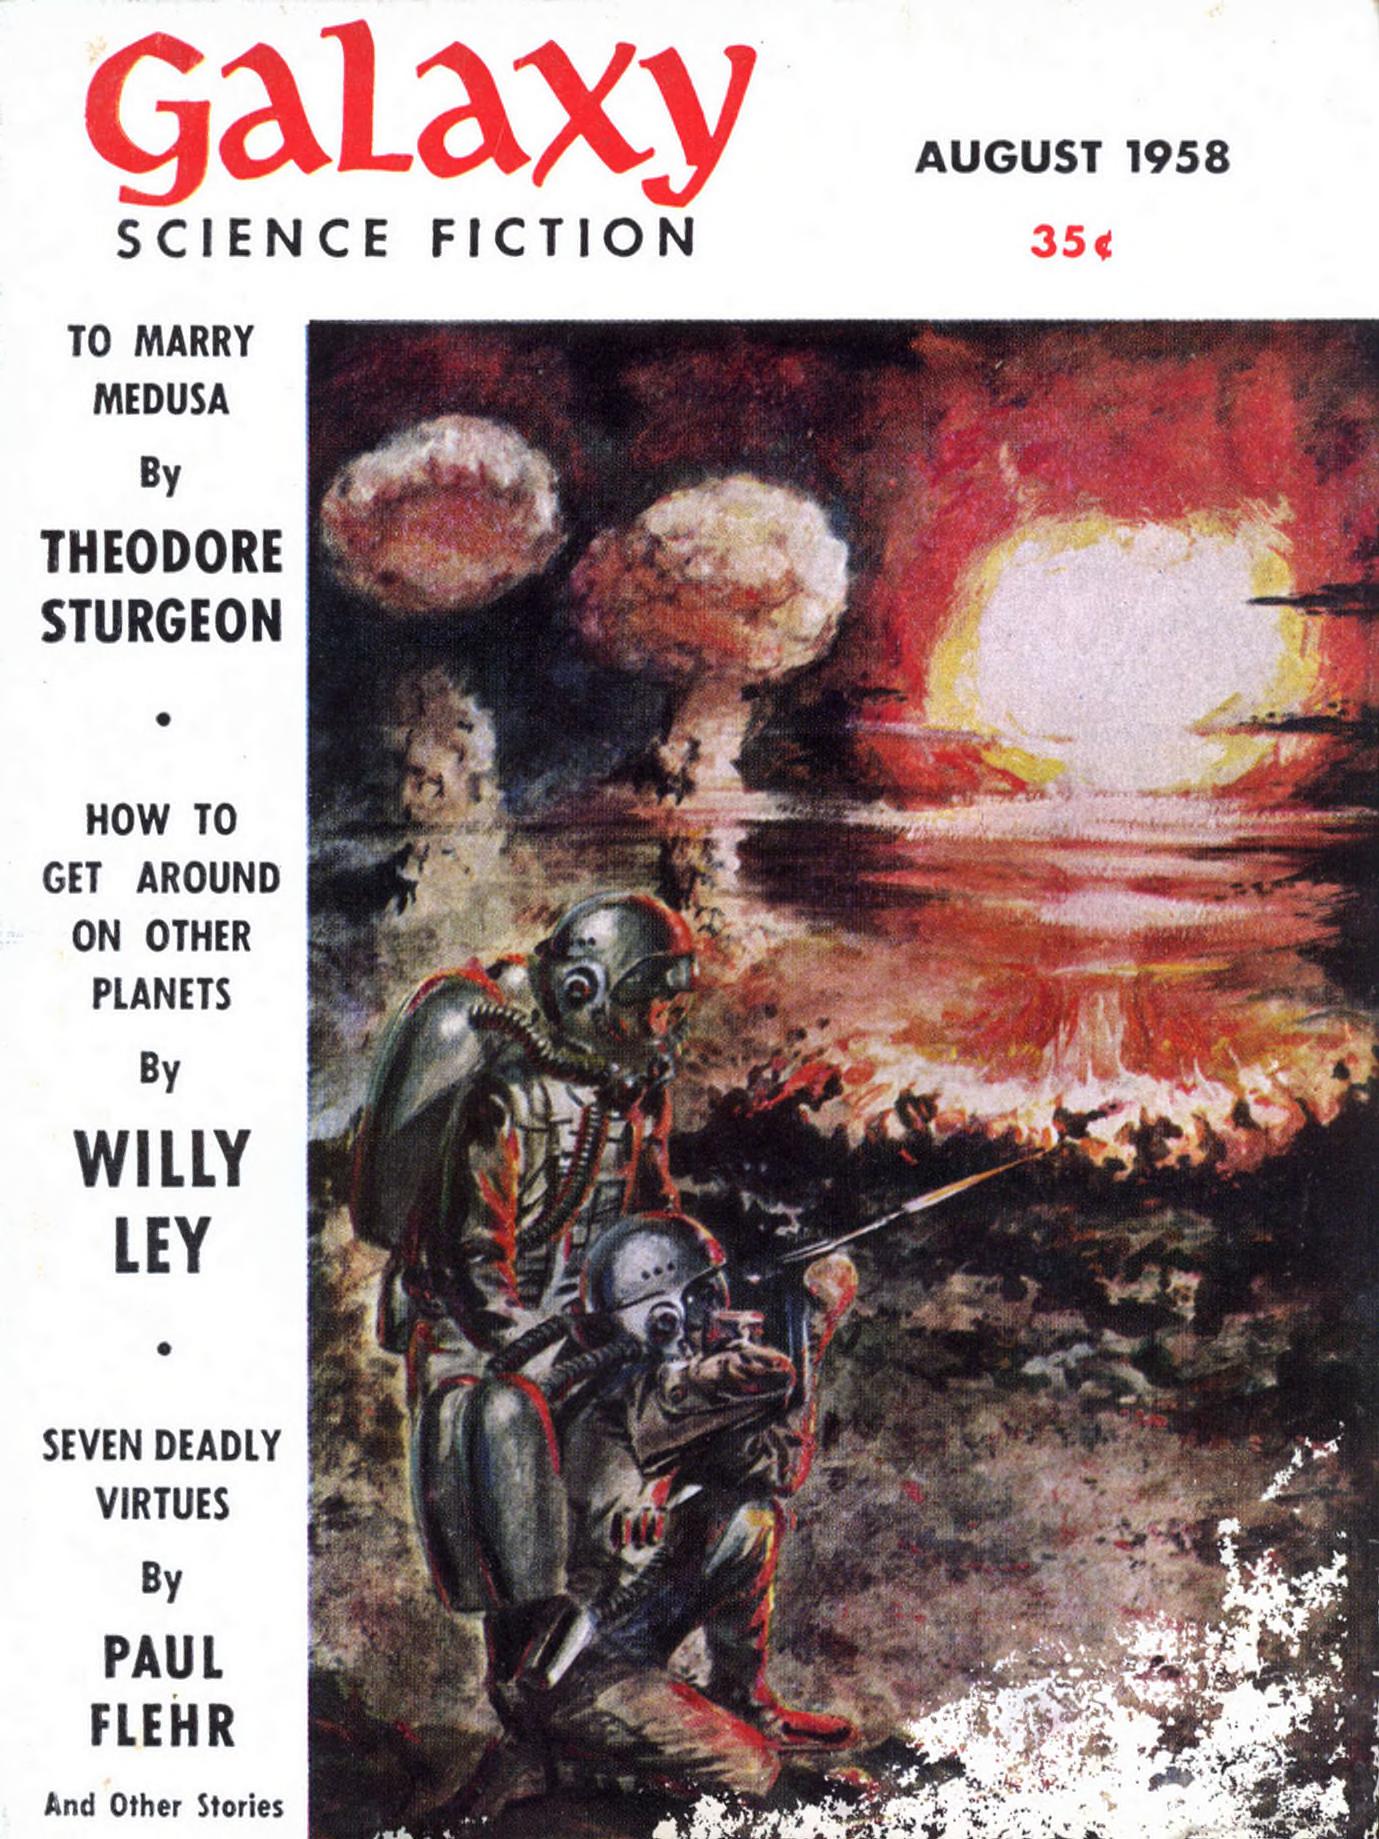 Galaxy
SCIENCE FICTION
AUGUST 1958
35¢
TO MARRY
MEDUSA
By
THEODORE
STURGEON
•
HOW TO
GET AROUND
ON OTHER
PLANETS
By
WILLY
LEY
•
SEVEN DEADLY
VIRTUES
By
PAUL
FLEHR
And Other Stories